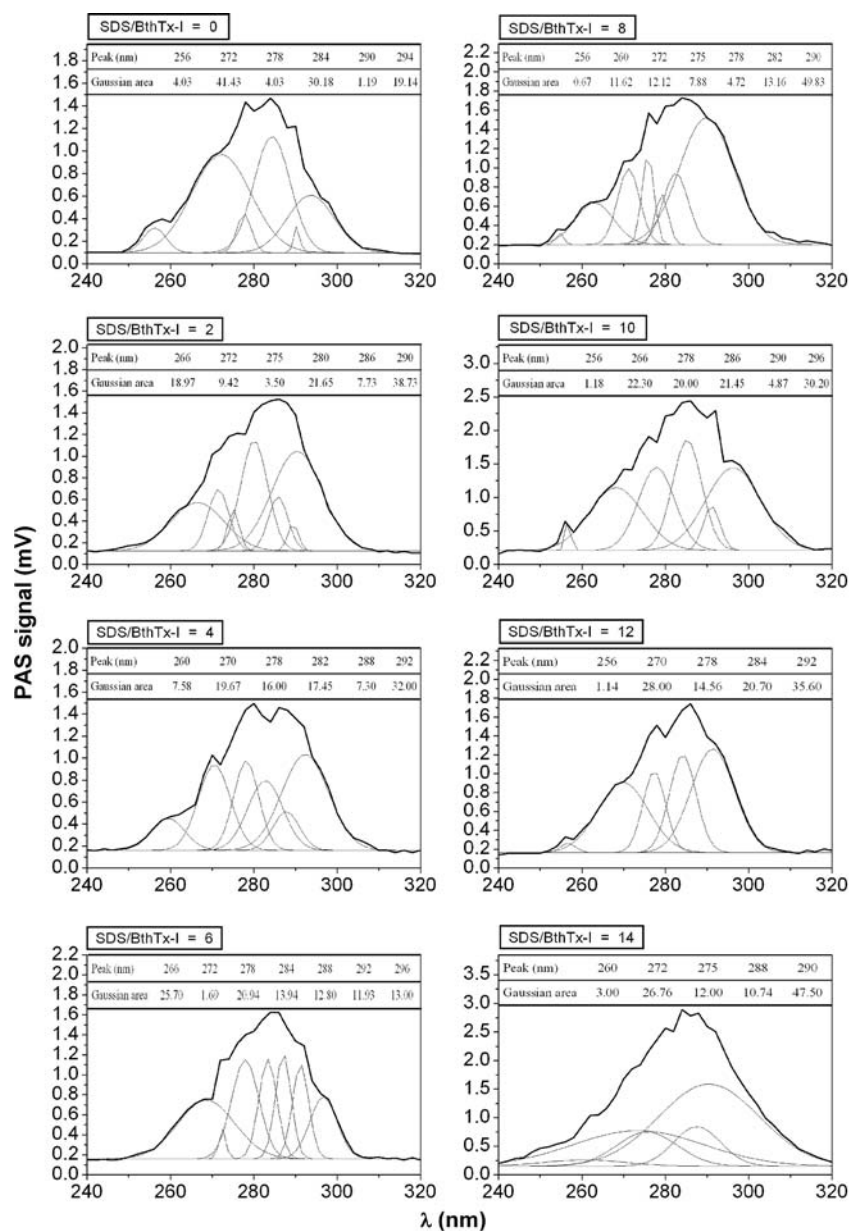 SDS/BthTx-I = 0
Peak (nm) 256 272 278 284 290 294
Gaussian area 4.03 41.43 4.03 30.18 1.19 19.14
1.8
1.6
1.4
1.2
1.0
0.8
0.6
0.4
0.2
0.0
240 260 280 300 320
SDS/BthTx-I = 8
Peak (nm) 256 260 272 275 278 282 290
Gaussian area 0.67 11.62 12.12 7.88 4.72 13.16 49.83
2.2
2.0
1.8
1.6
1.4
1.2
1.0
0.8
0.6
0.4
0.2
0.0
240 260 280 300 320
SDS/BthTx-I = 2
Peak (nm) 266 272 275 280 286 290
Gaussian area 18.97 9.42 3.50 21.65 7.73 38.73
2.0
1.8
1.6
1.4
1.2
1.0
0.8
0.6
0.4
0.2
0.0
240 260 280 300 320
SDS/BthTx-I = 10
Peak (nm) 256 266 278 286 290 296
Gaussian area 1.18 22.30 20.00 21.45 4.87 30.20
3.0
2.5
2.0
1.5
1.0
0.5
0.0
240 260 280 300 320
PAS signal (mV)
SDS/BthTx-I = 4
Peak (nm) 260 270 278 282 288 292
Gaussian area 7.58 19.67 16.00 17.45 7.30 32.00
2.0
1.8
1.6
1.4
1.2
1.0
0.8
0.6
0.4
0.2
0.0
240 260 280 300 320
SDS/BthTx-I = 12
Peak (nm) 256 270 278 284 292
Gaussian area 1.14 28.00 14.56 20.70 35.60
2.2
2.0
1.8
1.6
1.4
1.2
1.0
0.8
0.6
0.4
0.2
0.0
240 260 280 300 320
SDS/BthTx-I = 6
Peak (nm) 266 272 278 284 288 292 296
Gaussian area 25.70 1.69 20.94 13.94 12.80 11.93 13.00
2.2
2.0
1.8
1.6
1.4
1.2
1.0
0.8
0.6
0.4
0.2
0.0
240 260 280 300 320
SDS/BthTx-I = 14
Peak (nm) 260 272 275 288 290
Gaussian area 3.00 26.76 12.00 10.74 47.50
3.5
3.0
2.5
2.0
1.5
1.0
0.5
0.0
240 260 280 300 320
λ (nm)